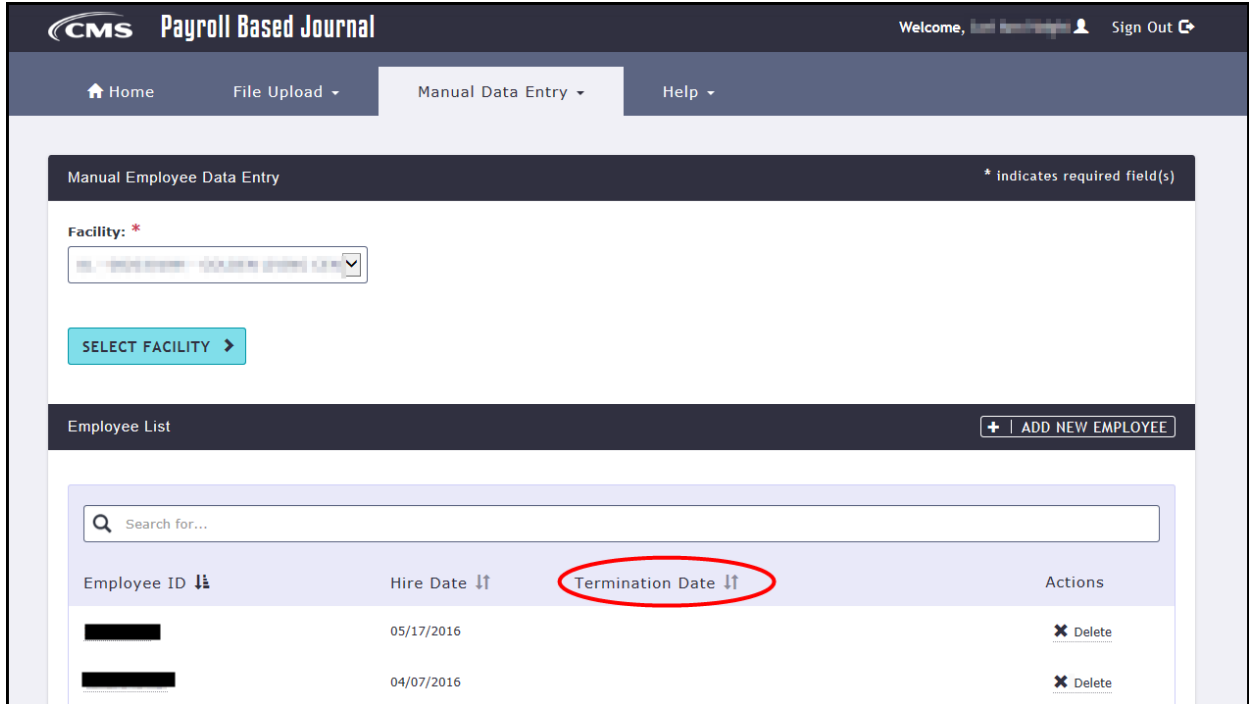 CMS Payroll Based Journal Welcome, Sign Out
Home File Upload Manual Data Entry Help
Manual Employee Data Entry * indicates required field(s)
Facility: *
SELECT FACILITY
Employee List + | ADD NEW EMPLOYEE
Search for...
Employee ID Hire Date Termination Date Actions
05/17/2016 Delete
04/07/2016 Delete